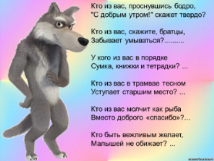 Кто из вас, проснувшись бодро,
"С добрым утром!" скажет твердо?
Кто из вас, скажите, братцы,
Забывает умываться?..........
У кого из вас в порядке
Сумка, книжки и тетрадки? ...
Кто из вас в трамвае тесном
Уступает старшим место? ...
Кто из вас молчит как рыба
Вместо доброго «спасибо»?...
Кто быть вежливым желает,
Малышей не обижает? ...